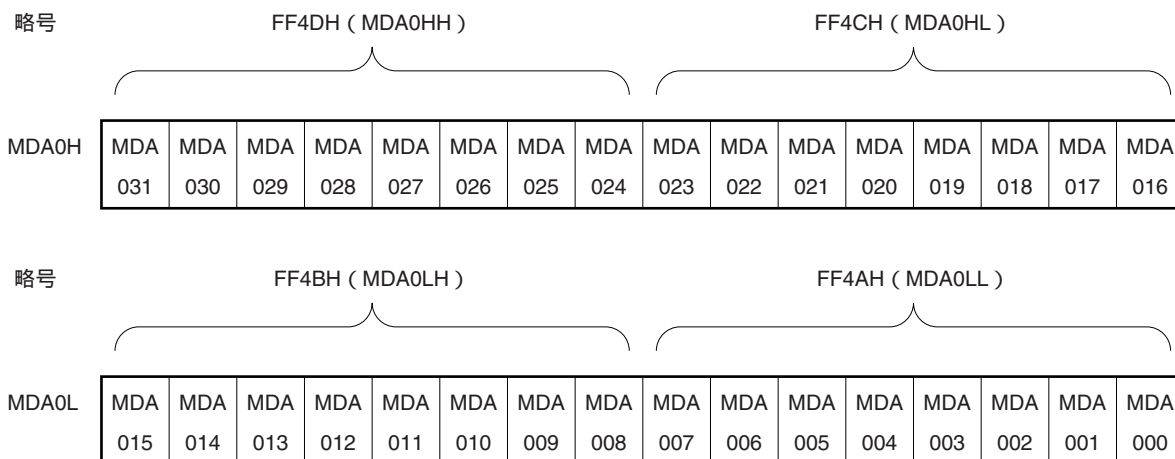 略号 FF4DH ( MDA0HH ) FF4CH ( MDA0HL )
MDA0H MDA MDA MDA MDA MDA MDA MDA MDA MDA MDA MDA MDA MDA MDA MDA MDA
031 030 029 028 027 026 025 024 023 022 021 020 019 018 017 016
略号 FF4BH ( MDA0LH ) FF4AH ( MDA0LL )
MDA0L MDA MDA MDA MDA MDA MDA MDA MDA MDA MDA MDA MDA MDA MDA MDA MDA
015 014 013 012 011 010 009 008 007 006 005 004 003 002 001 000